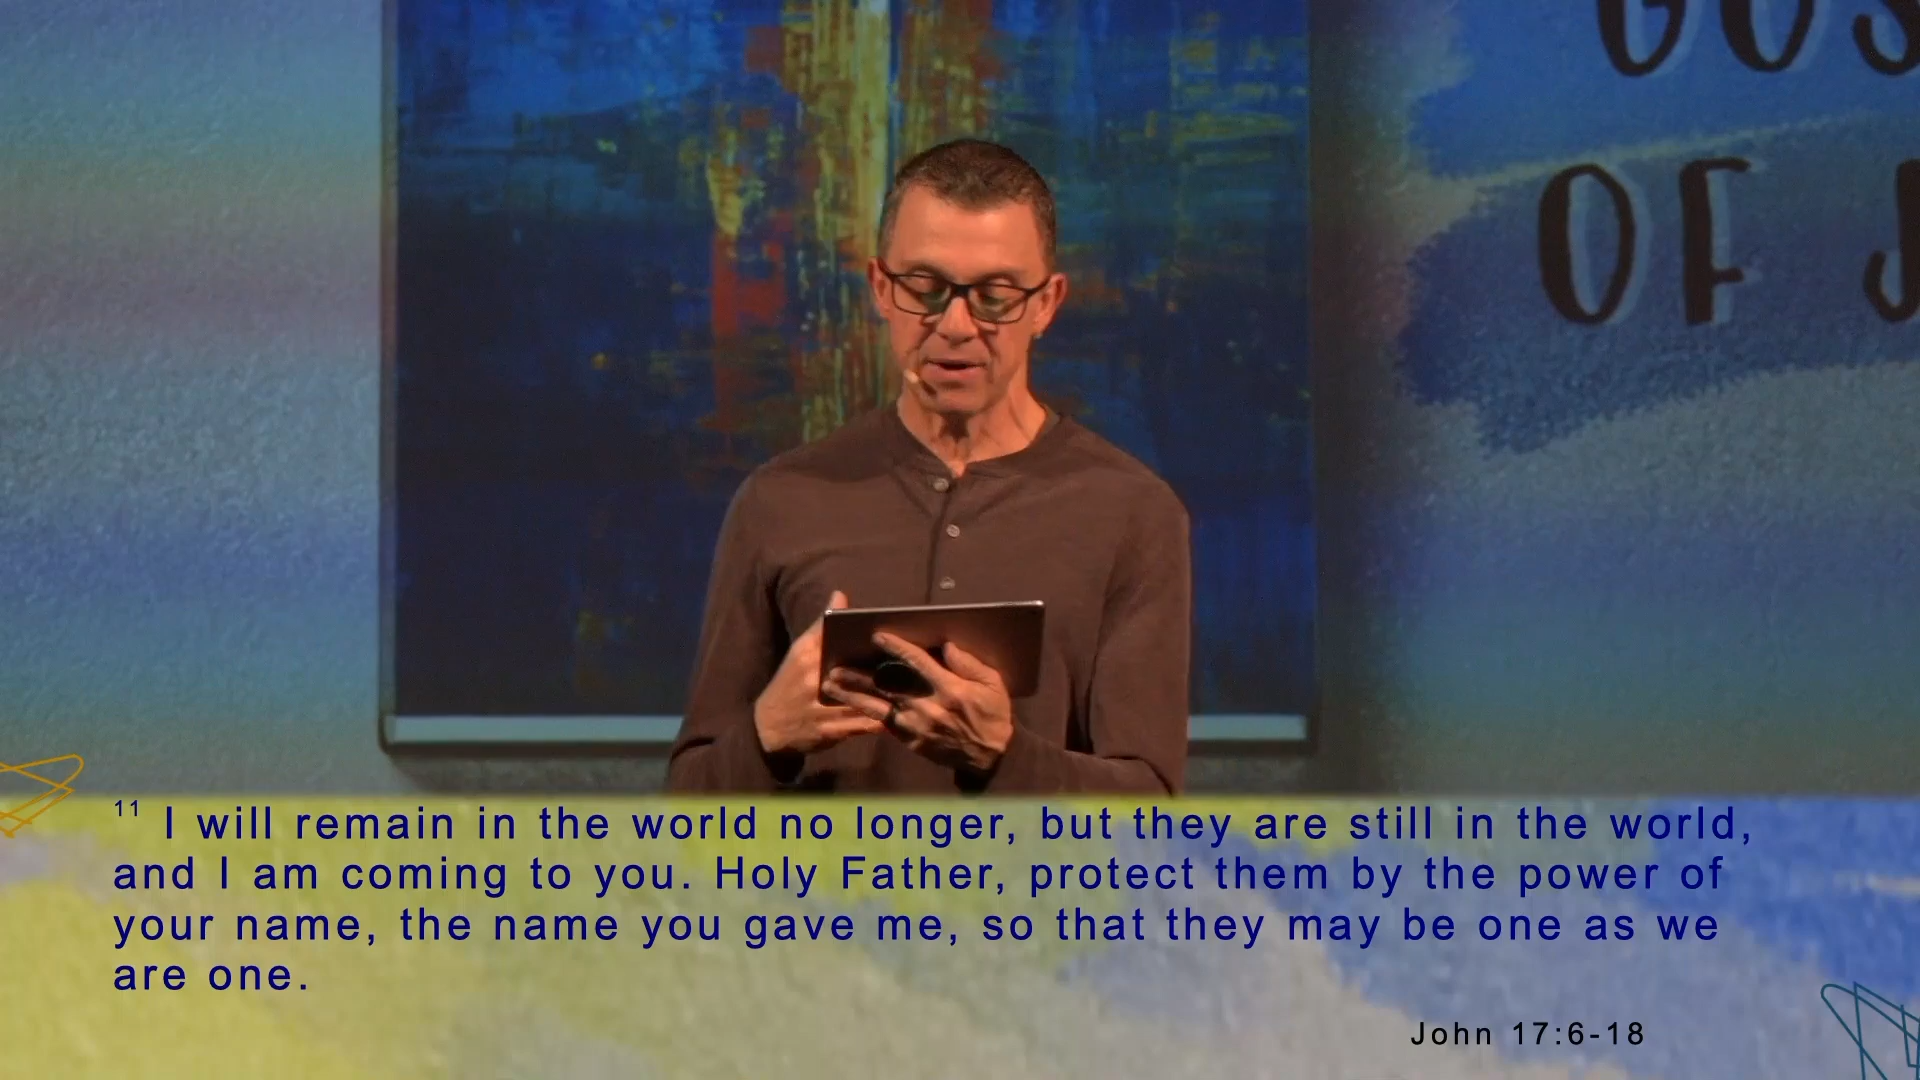 GOS
OF J
11 I will remain in the world no longer, but they are still in the world,
and I am coming to you. Holy Father, protect them by the power of
your name, the name you gave me, so that they may be one as we
are one.
John 17:6-18